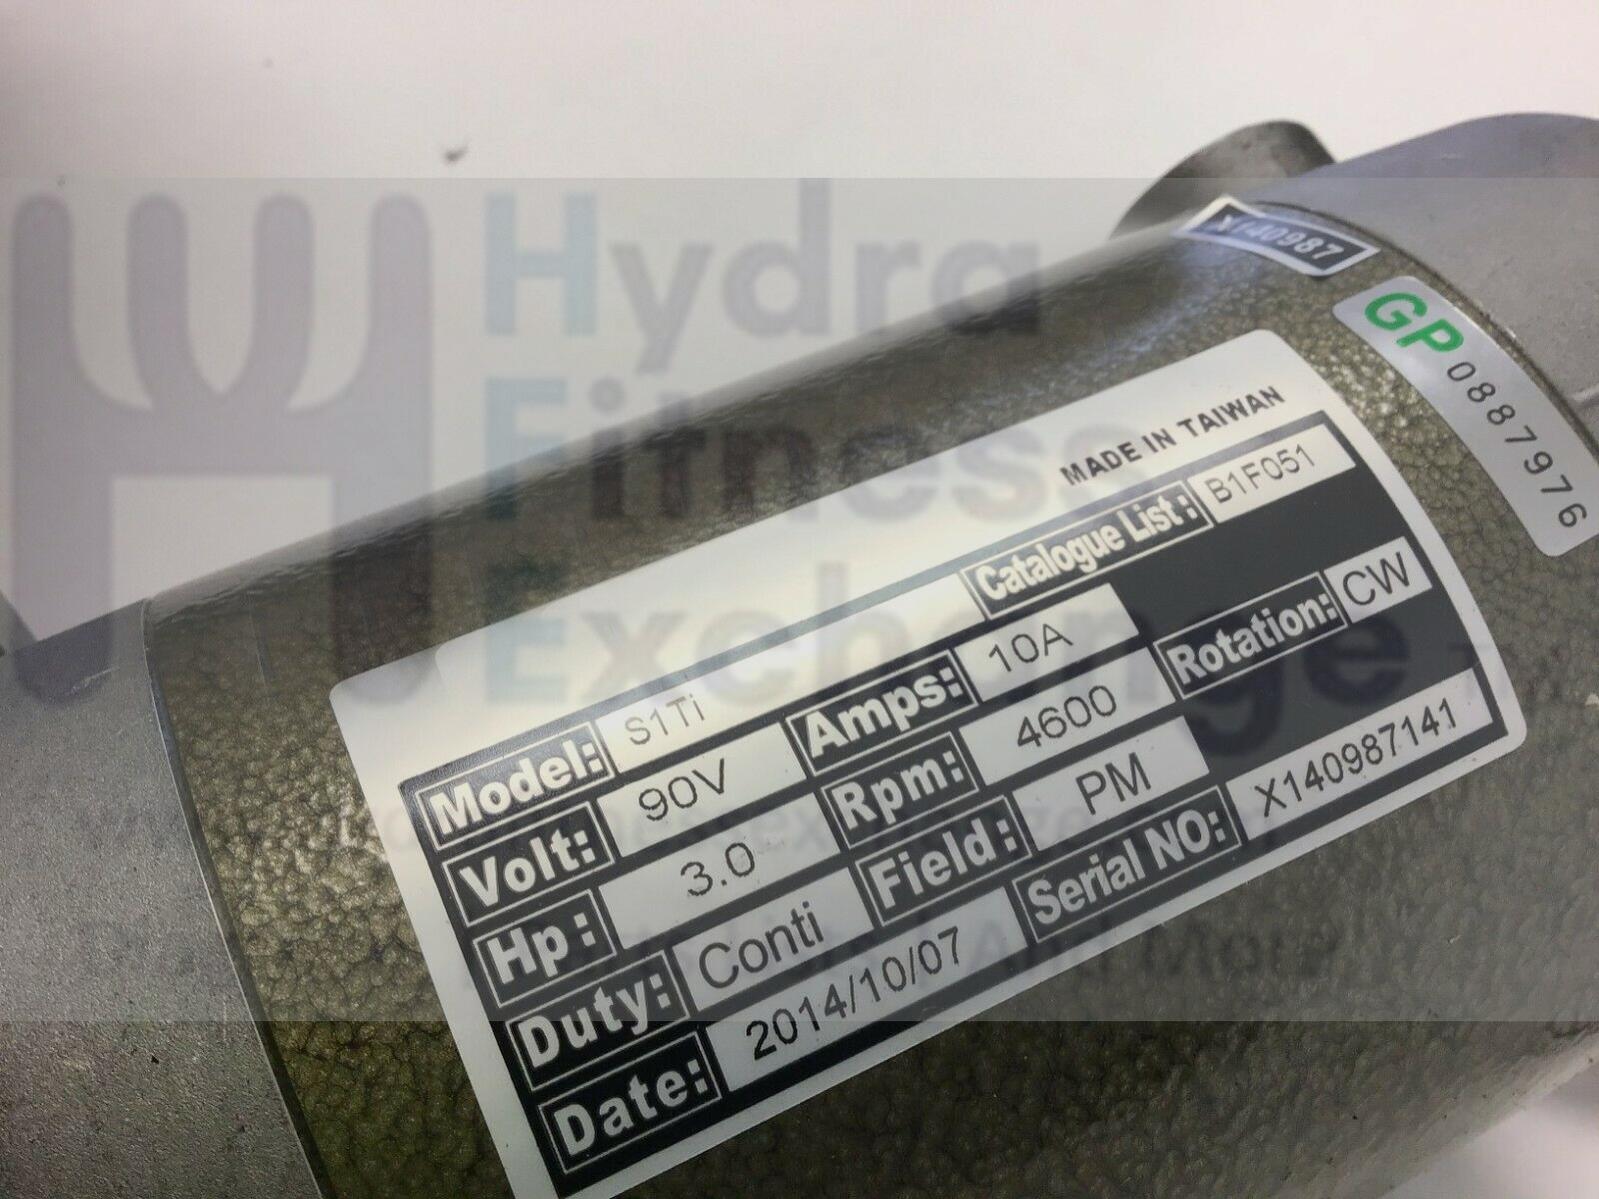 X140987
GP 0887976
Hydra
Fitness
Exchange
MADE IN TAIWAN
Catalogue List: B1F051
Model: S1Ti
Volt: 90V Amps: 10A
Hp: 3.0 Rpm: 4600 Rotation: CW
Duty: Conti Field: PM
Date: 2014/10/07 Serial NO: X140987141